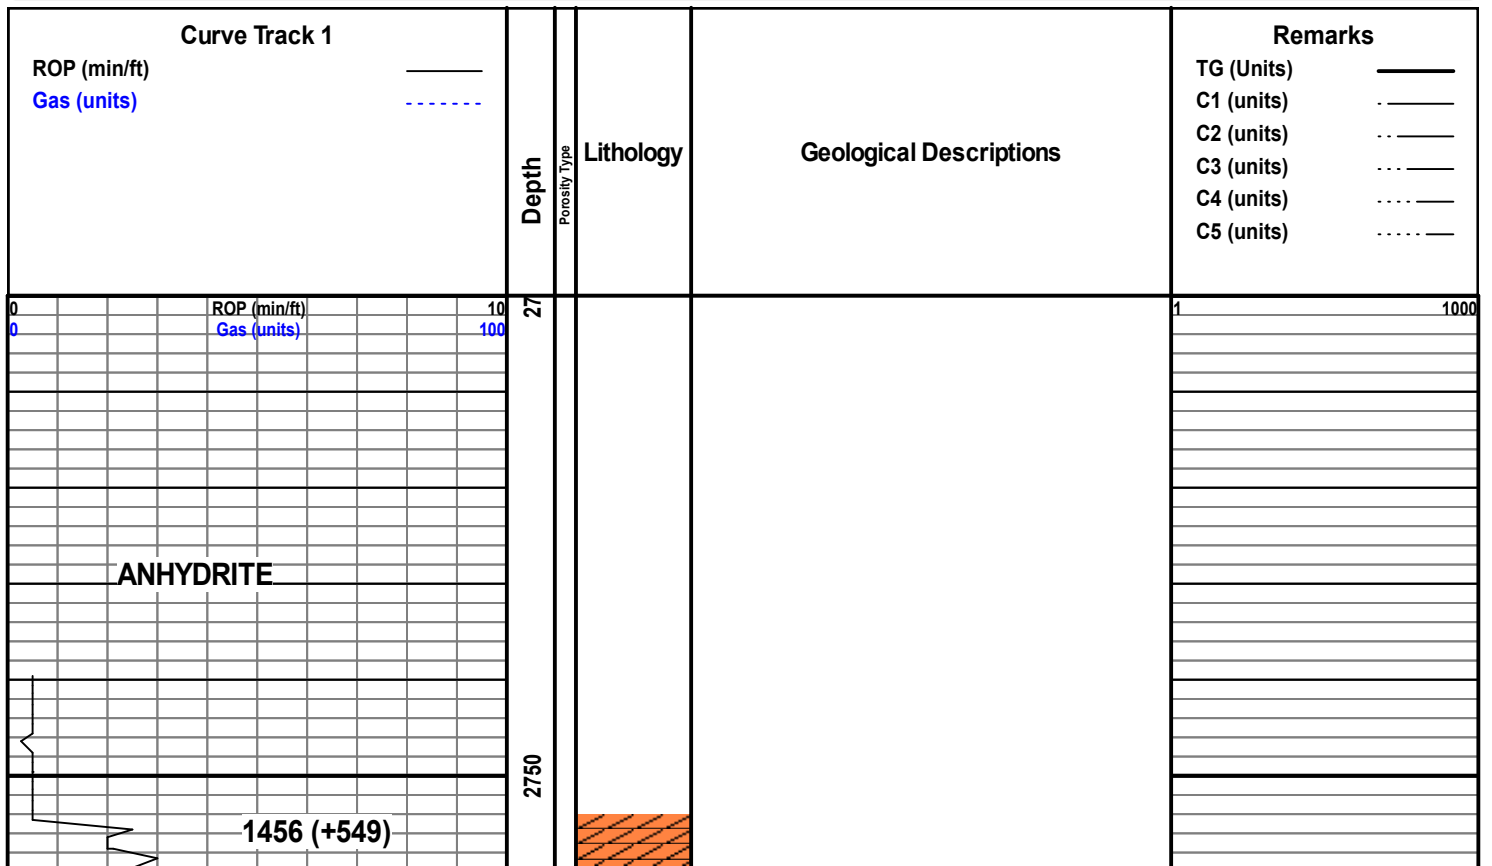 Curve Track 1
ROP (min/ft)
Gas (units)
Depth
Porosity Type
Lithology
Geological Descriptions
Remarks
TG (Units)
C1 (units)
C2 (units)
C3 (units)
C4 (units)
C5 (units)
0 ROP (min/ft) 10
0 Gas (units) 100
27
1 1000
ANHYDRITE
2750
1456 (+549)